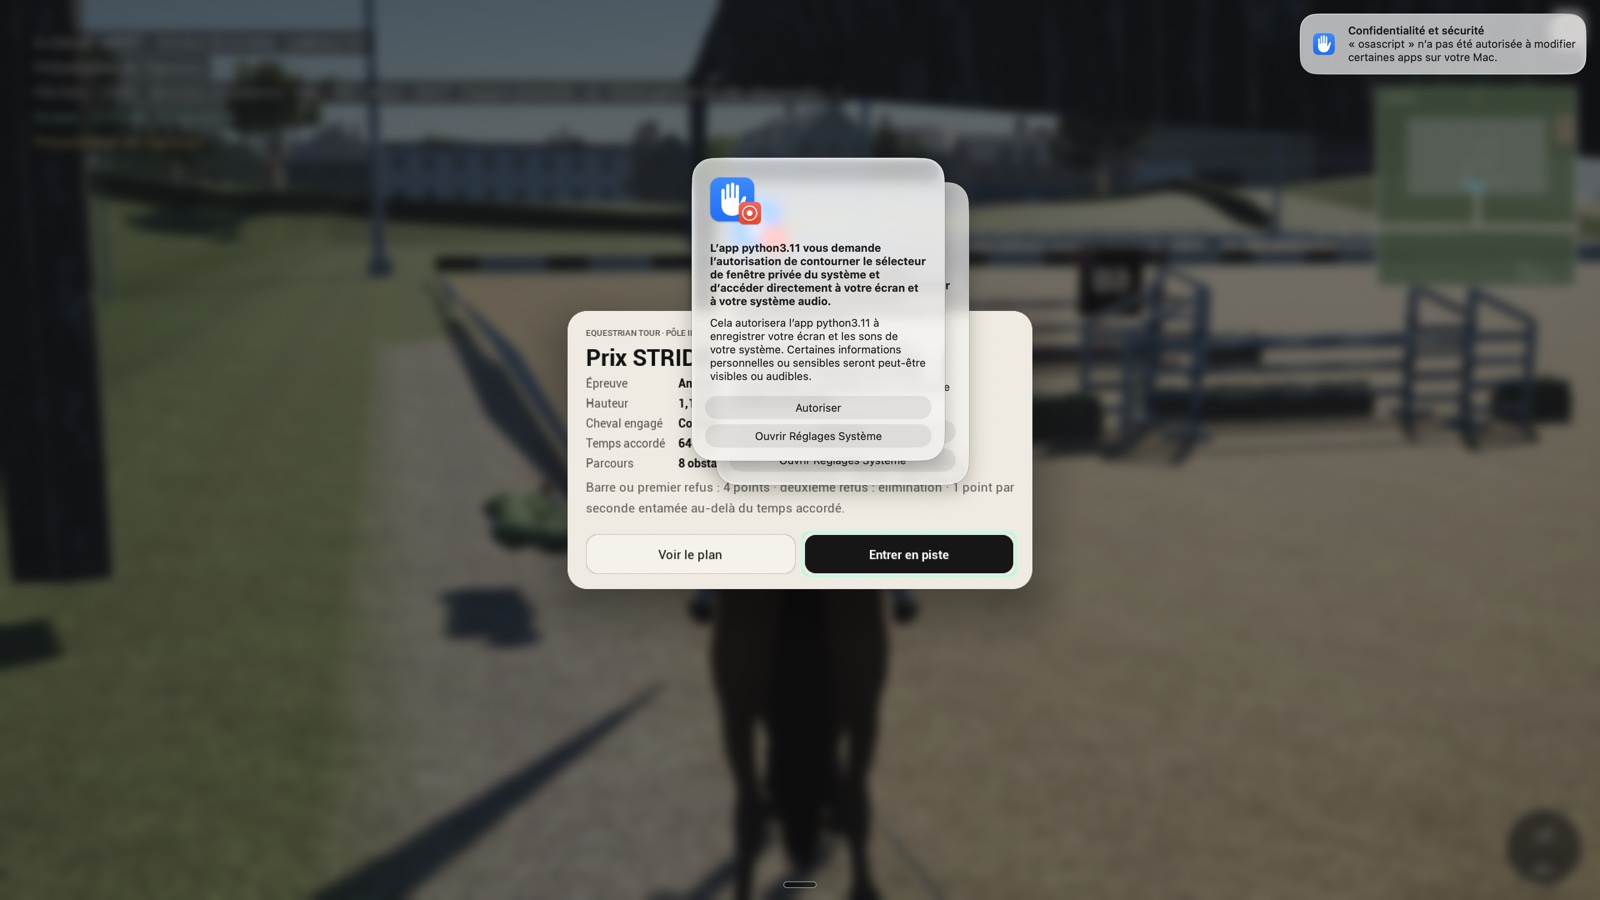 Confidentialité et sécurité
« osascript » n'a pas été autorisée à modifier
certaines apps sur votre Mac.
L'app python3.11 vous demande
l'autorisation de contourner le sélecteur
de fenêtre privée du système et
d'accéder directement à votre écran et
à votre système audio.
Cela autorisera l'app python3.11 à
enregistrer votre écran et les sons de
votre système. Certaines informations
personnelles ou sensibles seront peut-être
visibles ou audibles.
Autoriser
Ouvrir Réglages Système
Ouvrir Réglages Système
EQUESTRIAN TOUR · PÔLE
Prix STRID
Épreuve
Hauteur
Cheval engagé
Temps accordé 64
Parcours 8 obsta
Barre ou premier refus : 4 points · deuxième refus : élimination · 1 point par
seconde entamée au-delà du temps accordé.
Voir le plan
Entrer en piste